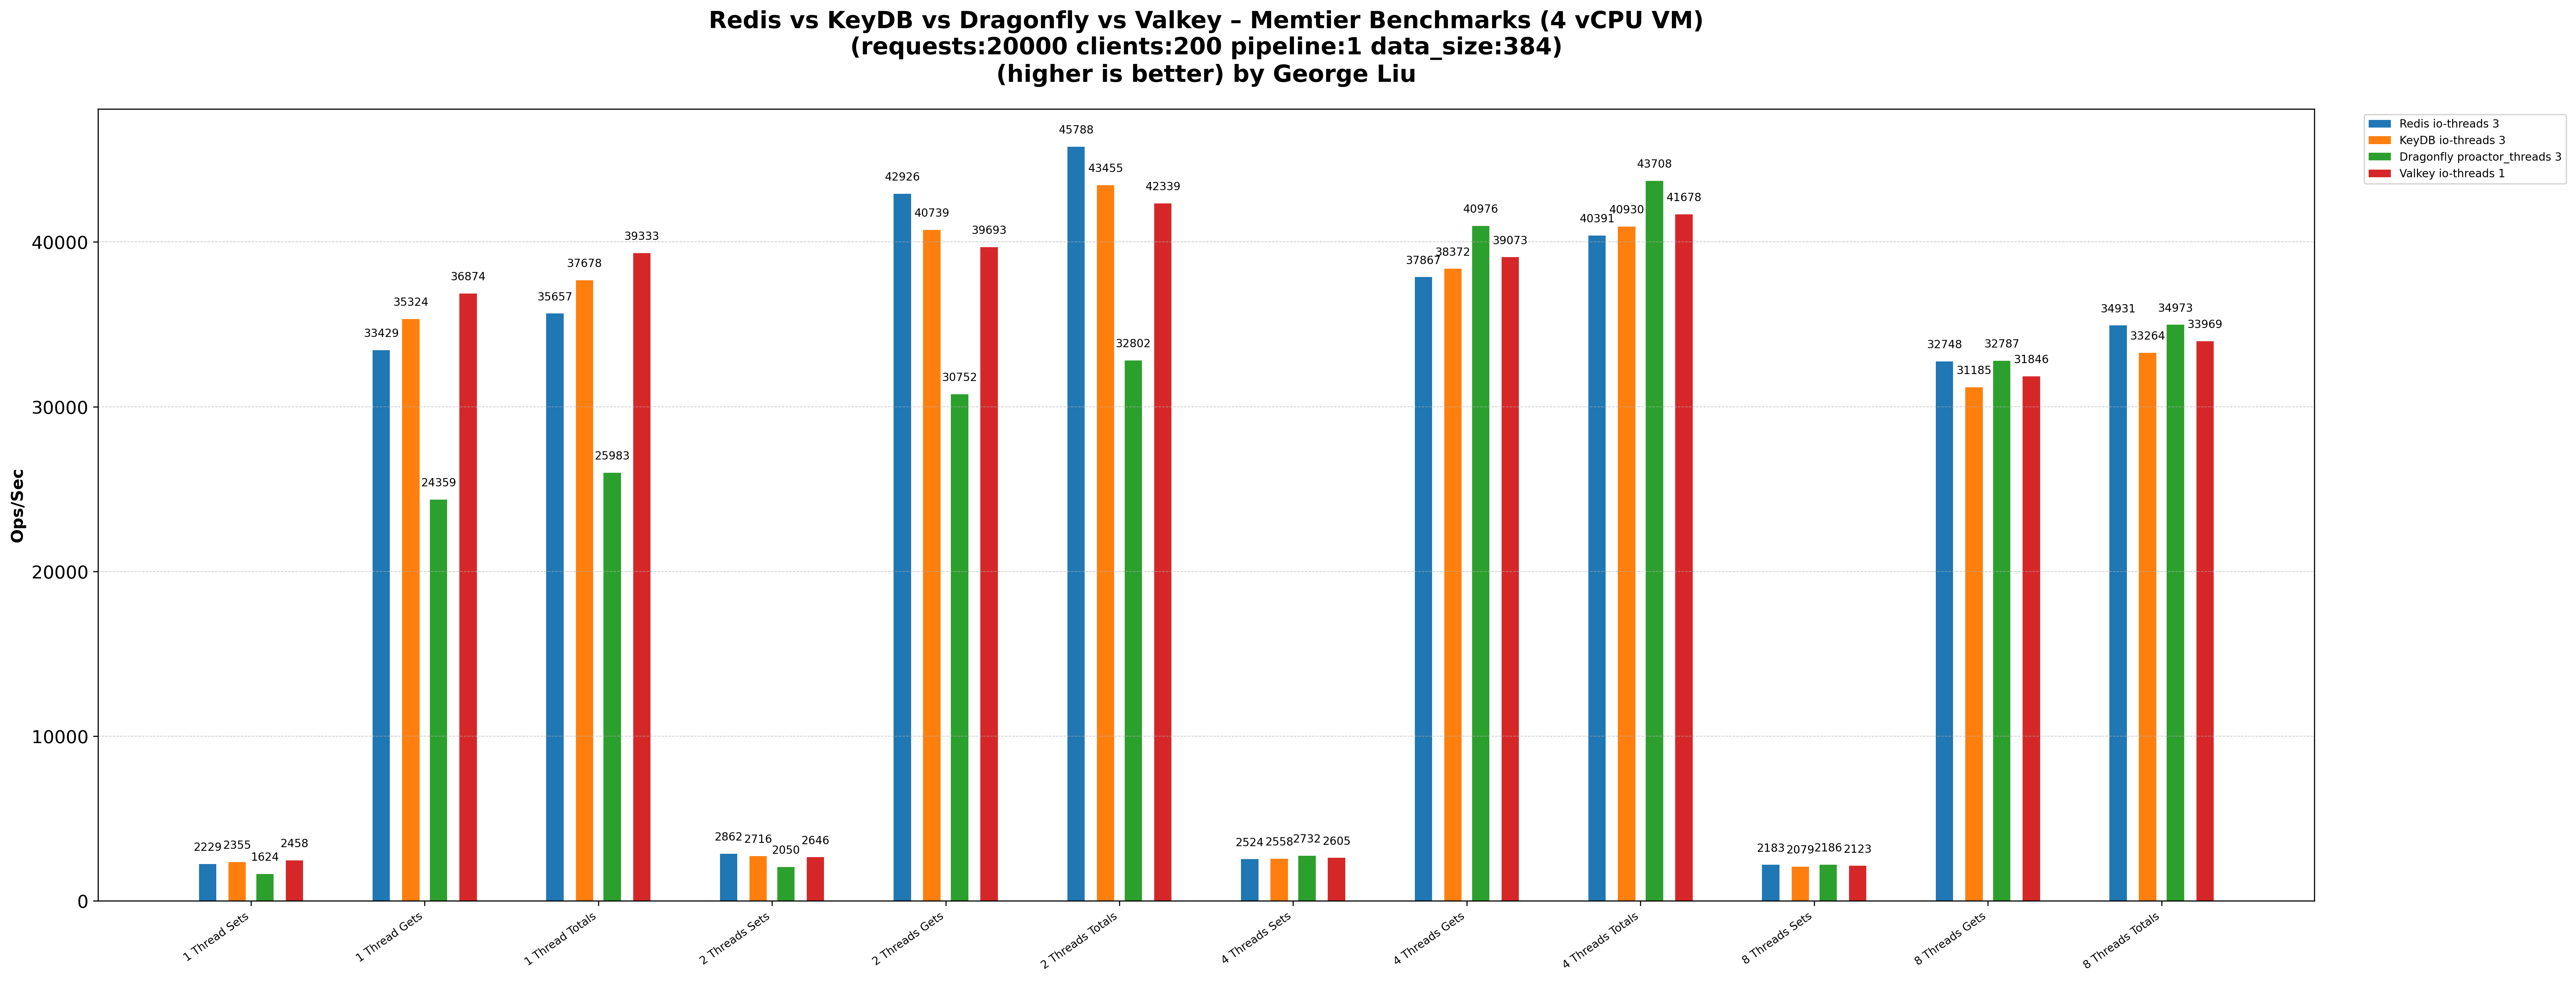 Redis vs KeyDB vs Dragonfly vs Valkey – Memtier Benchmarks (4 vCPU VM)
(requests:20000 clients:200 pipeline:1 data_size:384)
(higher is better) by George Liu
Redis io-threads 3
KeyDB io-threads 3
Dragonfly proactor_threads 3
Valkey io-threads 1
Ops/Sec
40000
30000
20000
10000
0
2229 2355 1624 2458
33429 35324 24359 36874
35657 37678 25983 39333
2862 2716 2050 2646
42926 40739 30752 39693
45788 43455 32802 42339
2524 2558 2732 2605
37867 38372 40976 39073
40391 40930 43708 41678
2183 2079 2186 2123
32748 31185 32787 31846
34931 33264 34973 33969
1 Thread Sets
1 Thread Gets
1 Thread Totals
2 Threads Sets
2 Threads Gets
2 Threads Totals
4 Threads Sets
4 Threads Gets
4 Threads Totals
8 Threads Sets
8 Threads Gets
8 Threads Totals